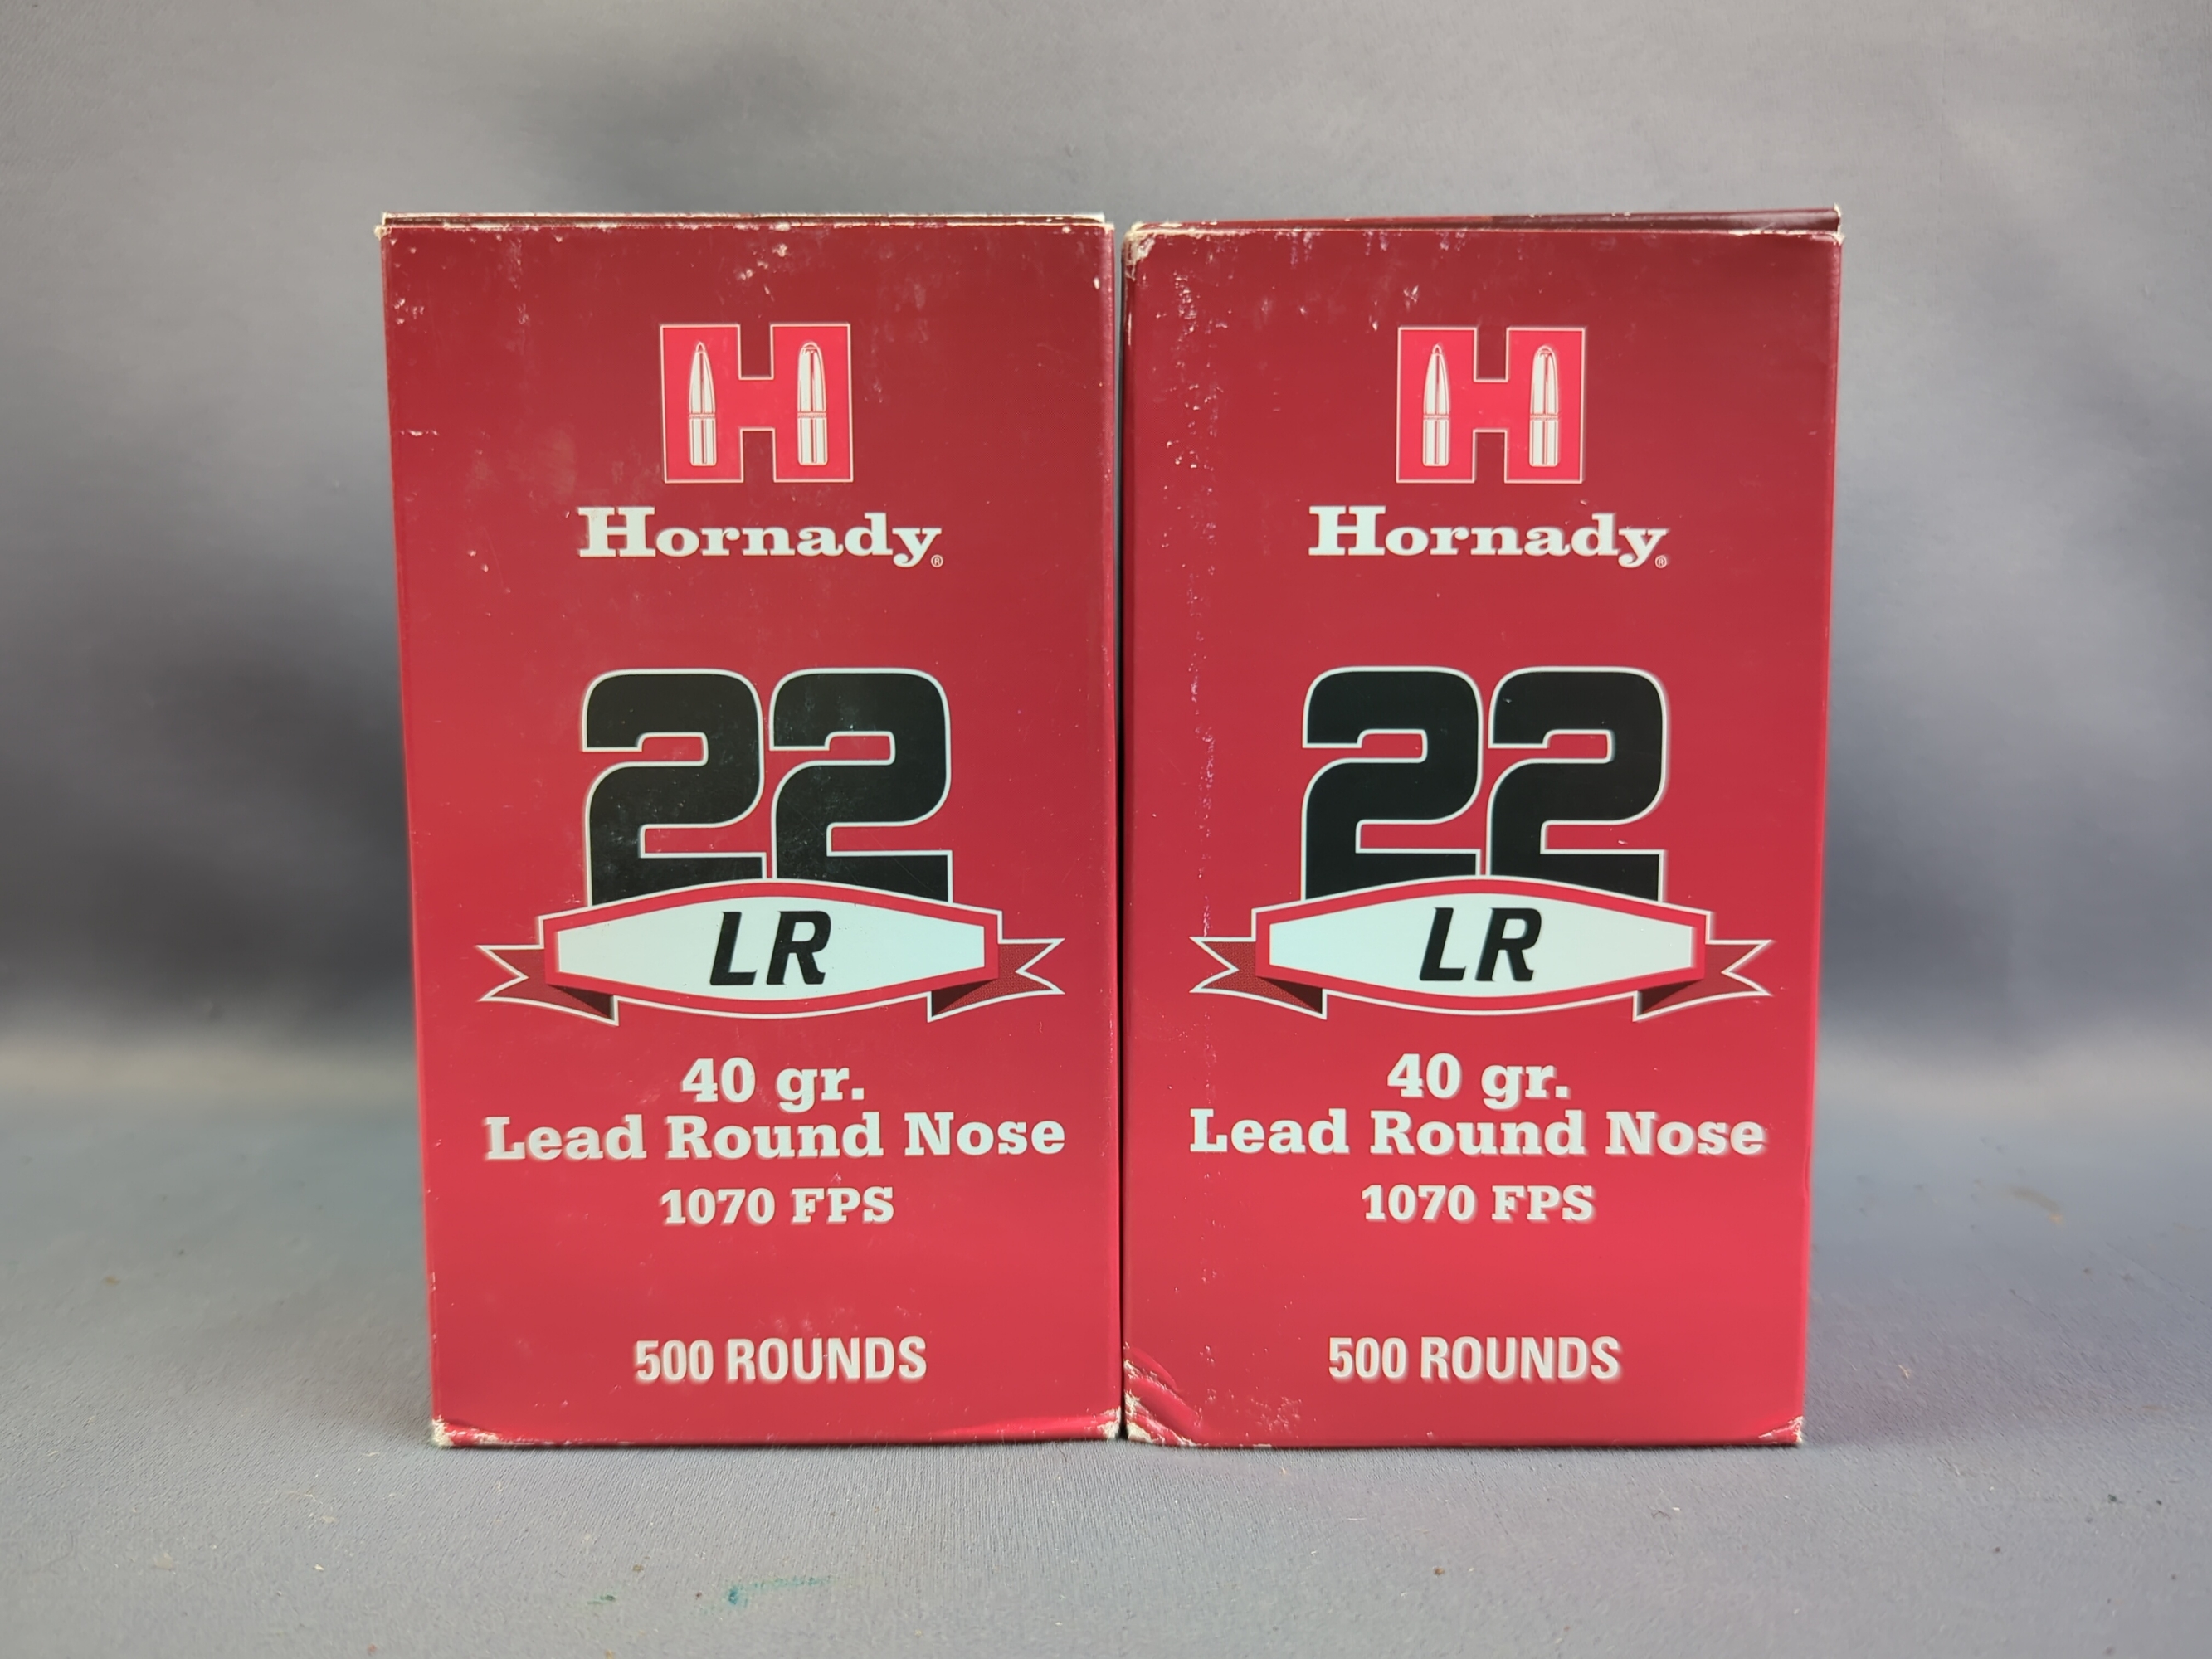 H
Hornady®
22
LR
40 gr.
Lead Round Nose
1070 FPS
500 ROUNDS
H
Hornady®
22
LR
40 gr.
Lead Round Nose
1070 FPS
500 ROUNDS